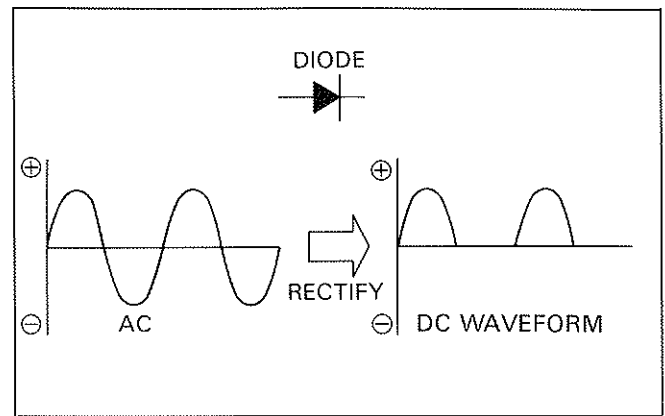 DIODE
⊕
⊕
RECTIFY
⊖
AC
⊖
DC WAVEFORM